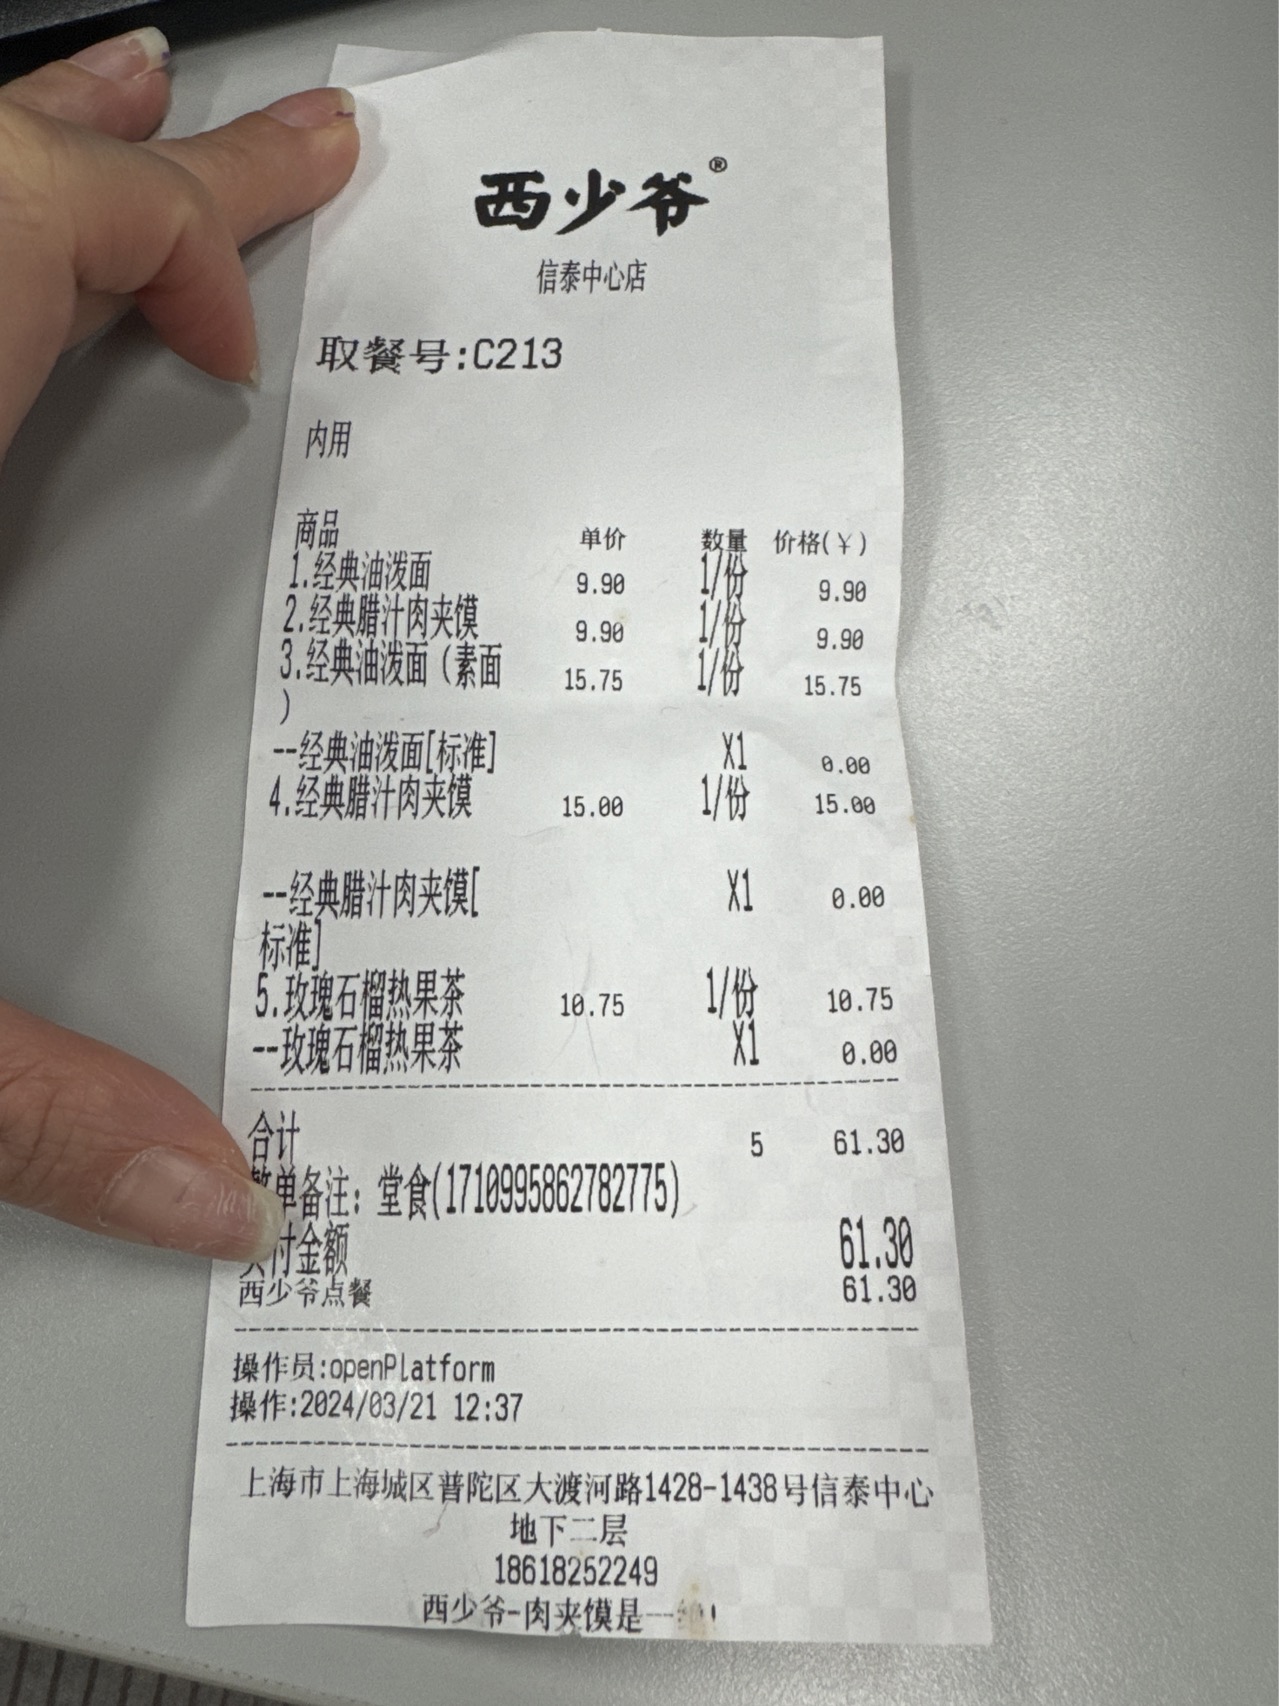 西少爷®
信泰中心店
取餐号:C213
内用
商品 单价 数量 价格(¥)
1.经典油泼面 9.90 1/份 9.90
2.经典腊汁肉夹馍 9.90 1/份 9.90
3.经典油泼面(素面 15.75 1/份 15.75
)
--经典油泼面[标准] X1 0.00
4.经典腊汁肉夹馍 15.00 1/份 15.00
--经典腊汁肉夹馍[ X1 0.00
标准]
5.玫瑰石榴热果茶 10.75 1/份 10.75
--玫瑰石榴热果茶 X1 0.00
合计 5 61.30
单备注: 堂食(1710995862782775)
付金额 61.30
西少爷点餐 61.30
操作员:openPlatform
操作:2024/03/21 12:37
上海市上海城区普陀区大渡河路1428-1438号信泰中心
地下二层
18618252249
西少爷-肉夹馍是一